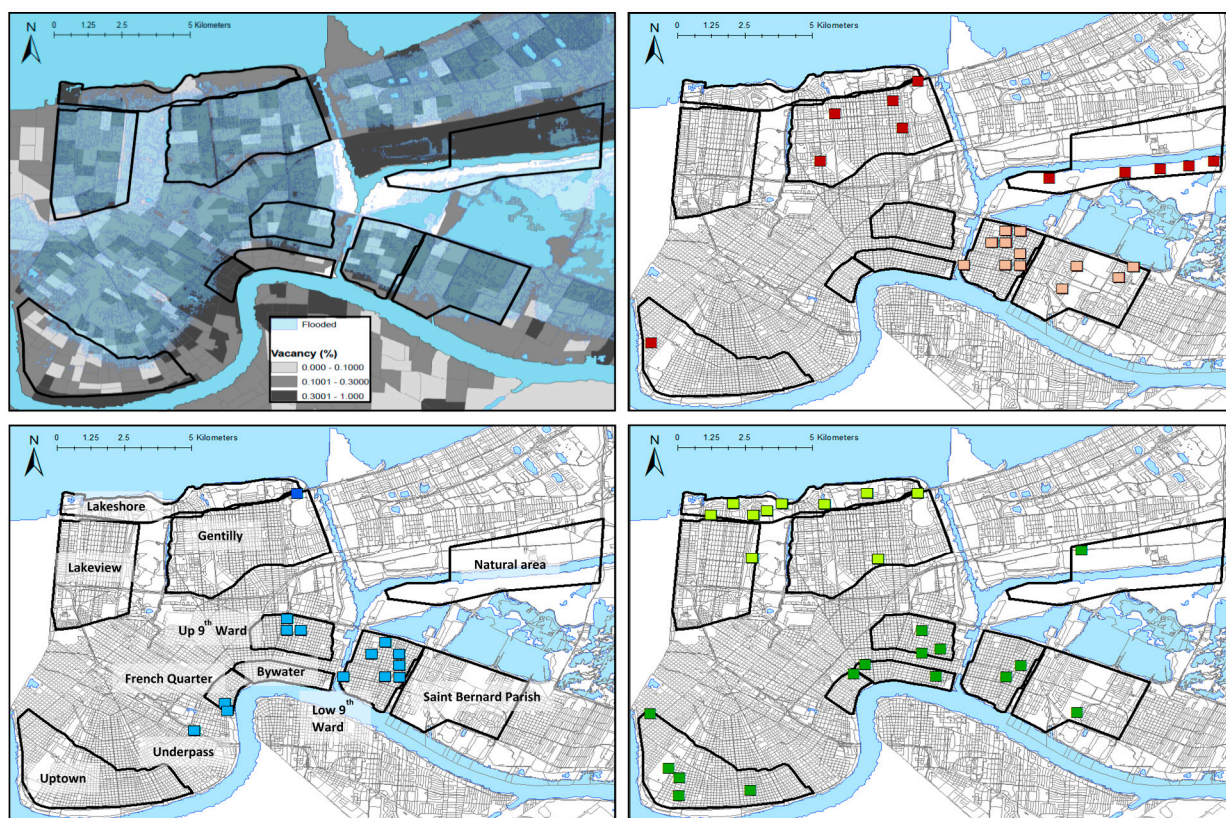 0 1.25 2.5 5 Kilometers
N
Flooded
Vacancy (%)
0.000 - 0.1000
0.1001 - 0.3000
0.3001 - 1.000
0 1.25 2.5 5 Kilometers
N
0 1.25 2.5 5 Kilometers
N
Lakeshore
Gentilly
Lakeview
Natural area
Up 9th Ward
French Quarter
Bywater
Saint Bernard Parish
Low 9th
Ward
Underpass
Uptown
0 1.25 2.5 5 Kilometers
N